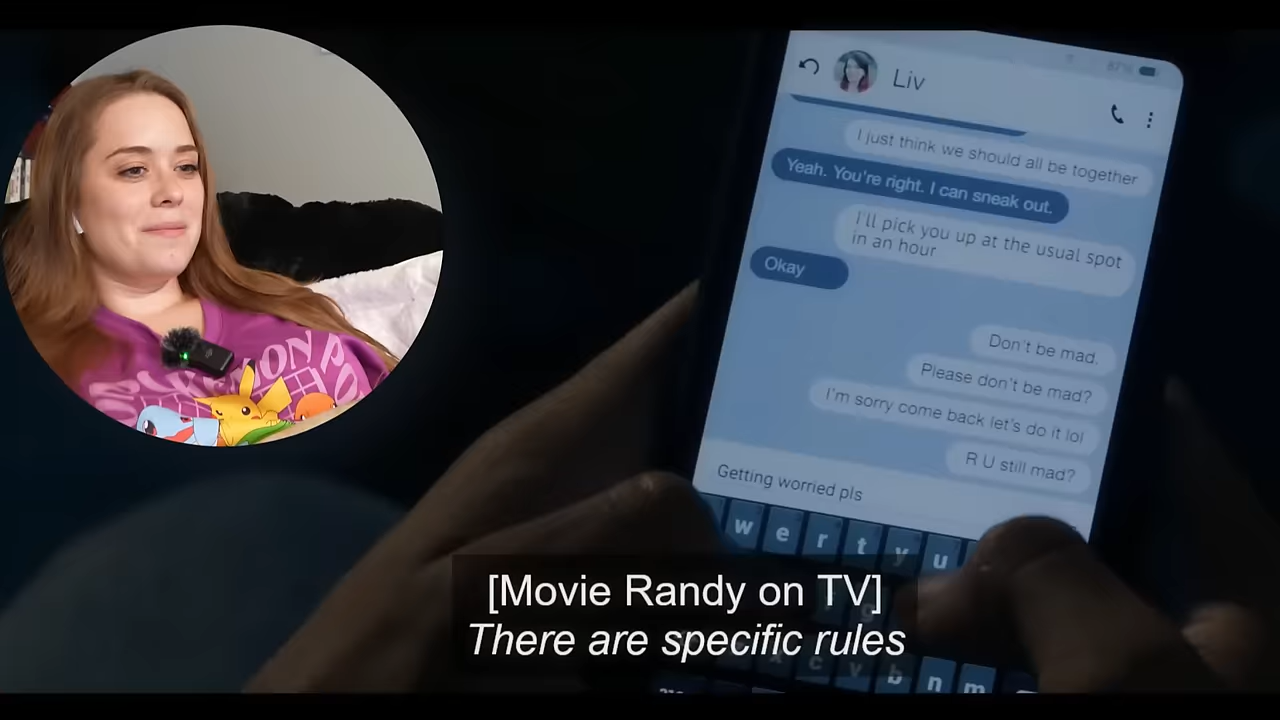 Liv
I just think we should all be together
Yeah. You're right. I can sneak out.
I'll pick you up at the usual spot
in an hour
Okay
Don't be mad.
Please don't be mad?
I'm sorry come back let's do it lol
R U still mad?
Getting worried pls
w e r t y u
x c v b n m
[Movie Randy on TV]
There are specific rules
POKEMON